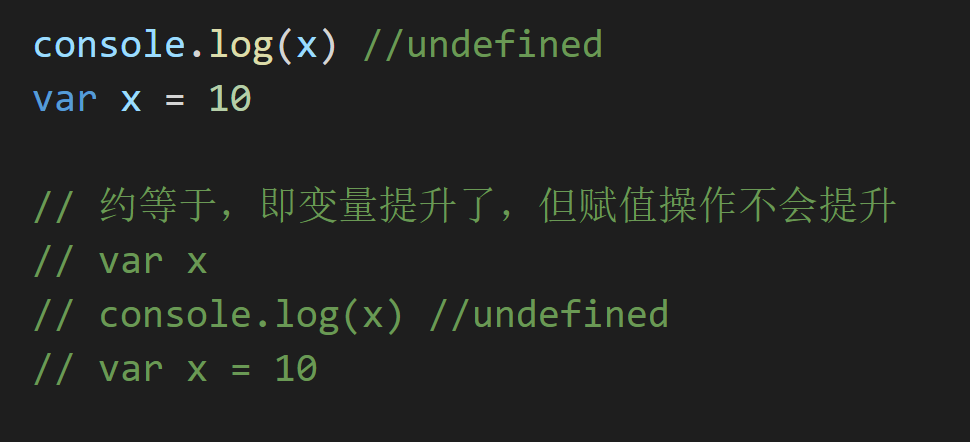 console.log(x) //undefined
var x = 10
// 约等于，即变量提升了，但赋值操作不会提升
// var x
// console.log(x) //undefined
// var x = 10